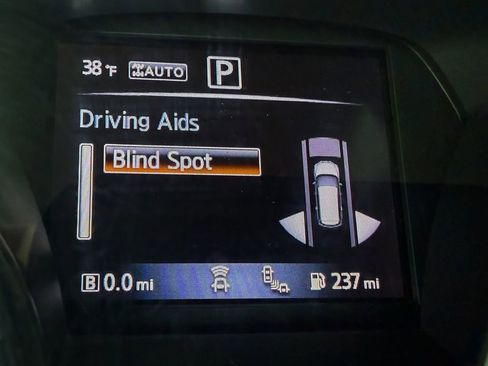 38°F AUTO P
Driving Aids
Blind Spot
B 0.0 mi 237 mi